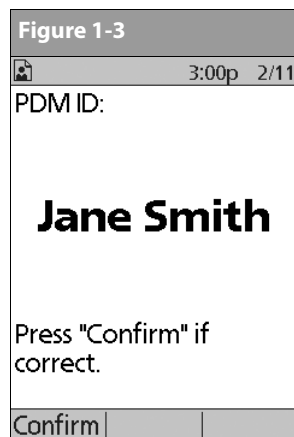 Figure 1-3
3:00p 2/11
PDM ID:
Jane Smith
Press "Confirm" if
correct.
Confirm